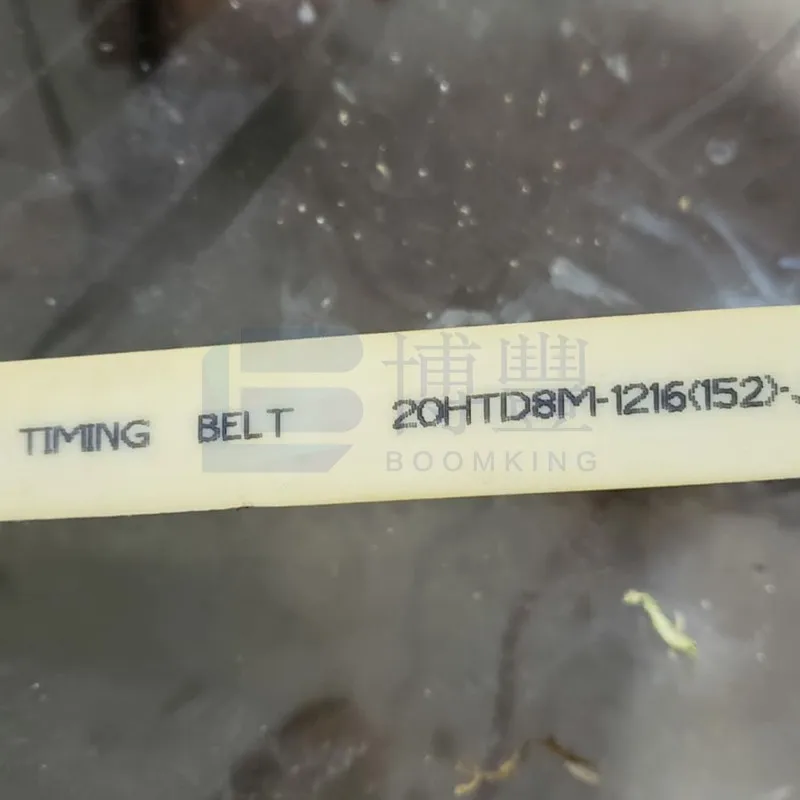 TIMING BELT 20HTD8M-1216(152)-
博豐
BOOMKING